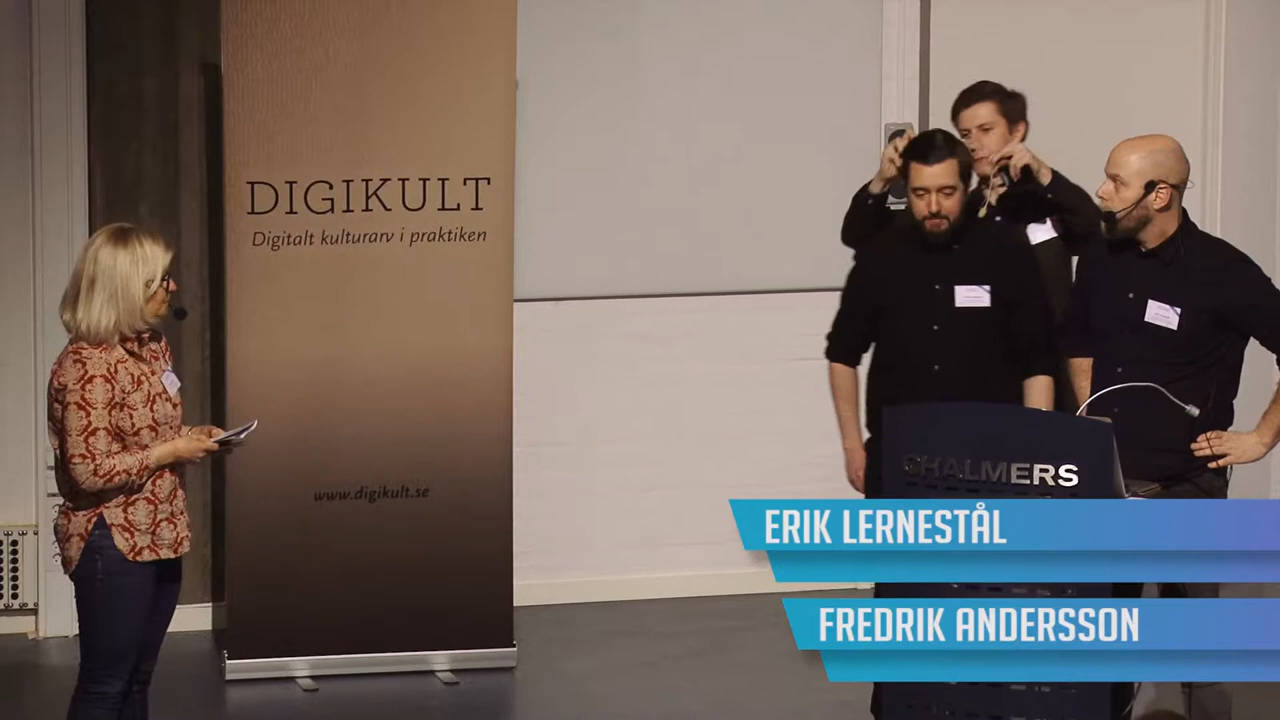 DIGIKULT
Digitalt kulturarv i praktiken
www.digikult.se
CHALMERS
ERIK LERNESTÅL
FREDRIK ANDERSSON